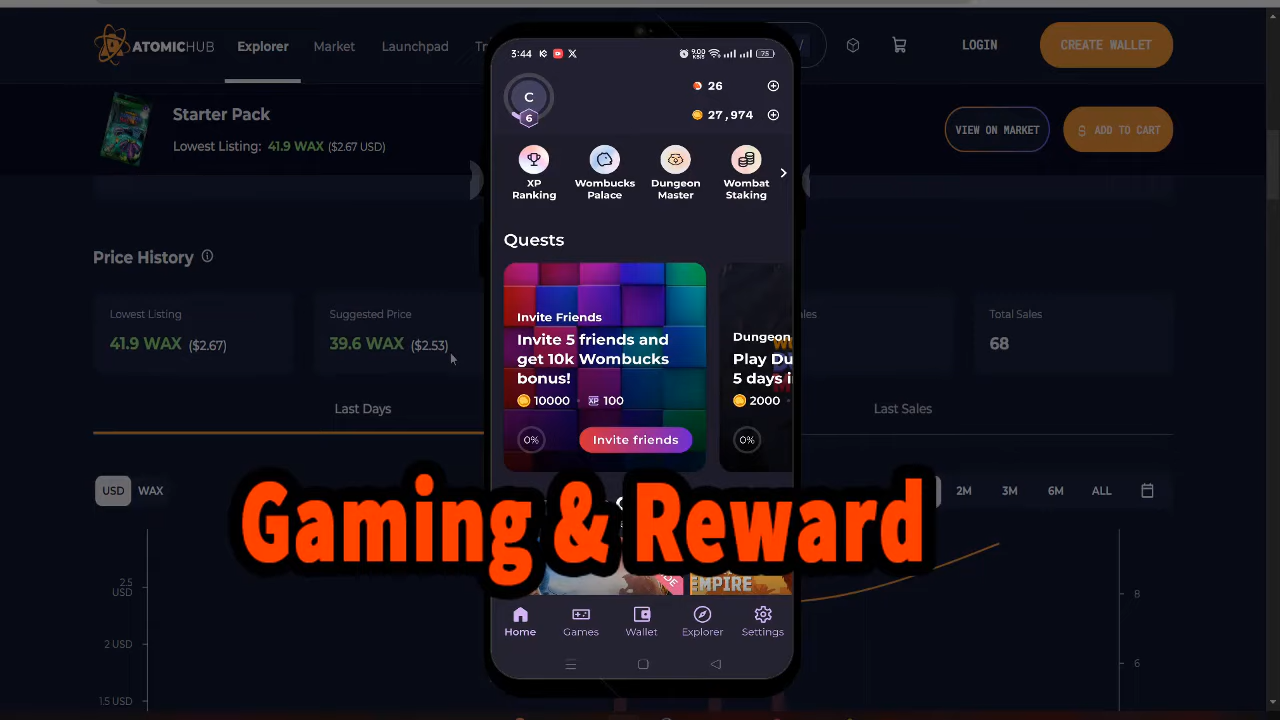 ATOMICHUB
Explorer
Market
Launchpad
LOGIN
CREATE WALLET
Starter Pack
Lowest Listing: 41.9 WAX ($2.67 USD)
VIEW ON MARKET
ADD TO CART
Price History
Lowest Listing
41.9 WAX ($2.67)
Suggested Price
39.6 WAX ($2.53)
Total Sales
68
Last Days
Last Sales
USD
WAX
2M
3M
6M
ALL
2.5
USD
2 USD
1.5 USD
8
6
3:44
9.00
KB/S
75
C
6
26
27,974
XP
Ranking
Wombucks
Palace
Dungeon
Master
Wombat
Staking
Quests
Invite Friends
Invite 5 friends and
get 10k Wombucks
bonus!
10000
XP
100
0%
Invite friends
Dungeon
Play Du
5 days i
2000
0%
Gaming & Reward
EMPIRE
Home
Games
Wallet
Explorer
Settings